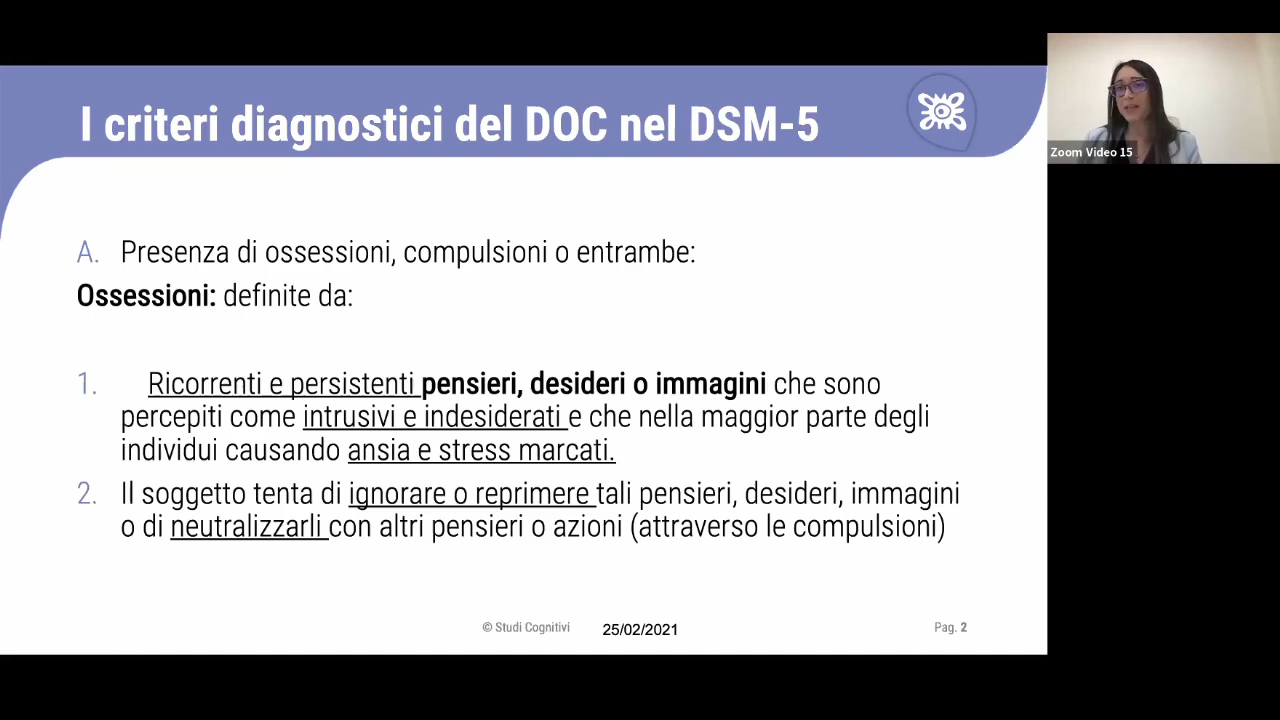 I criteri diagnostici del DOC nel DSM-5
Zoom Video 15
A. Presenza di ossessioni, compulsioni o entrambe:
Ossessioni: definite da:
1. Ricorrenti e persistenti pensieri, desideri o immagini che sono
percepiti come intrusivi e indesiderati e che nella maggior parte degli
individui causando ansia e stress marcati.
2. Il soggetto tenta di ignorare o reprimere tali pensieri, desideri, immagini
o di neutralizzarli con altri pensieri o azioni (attraverso le compulsioni)
© Studi Cognitivi 25/02/2021 Pag. 2